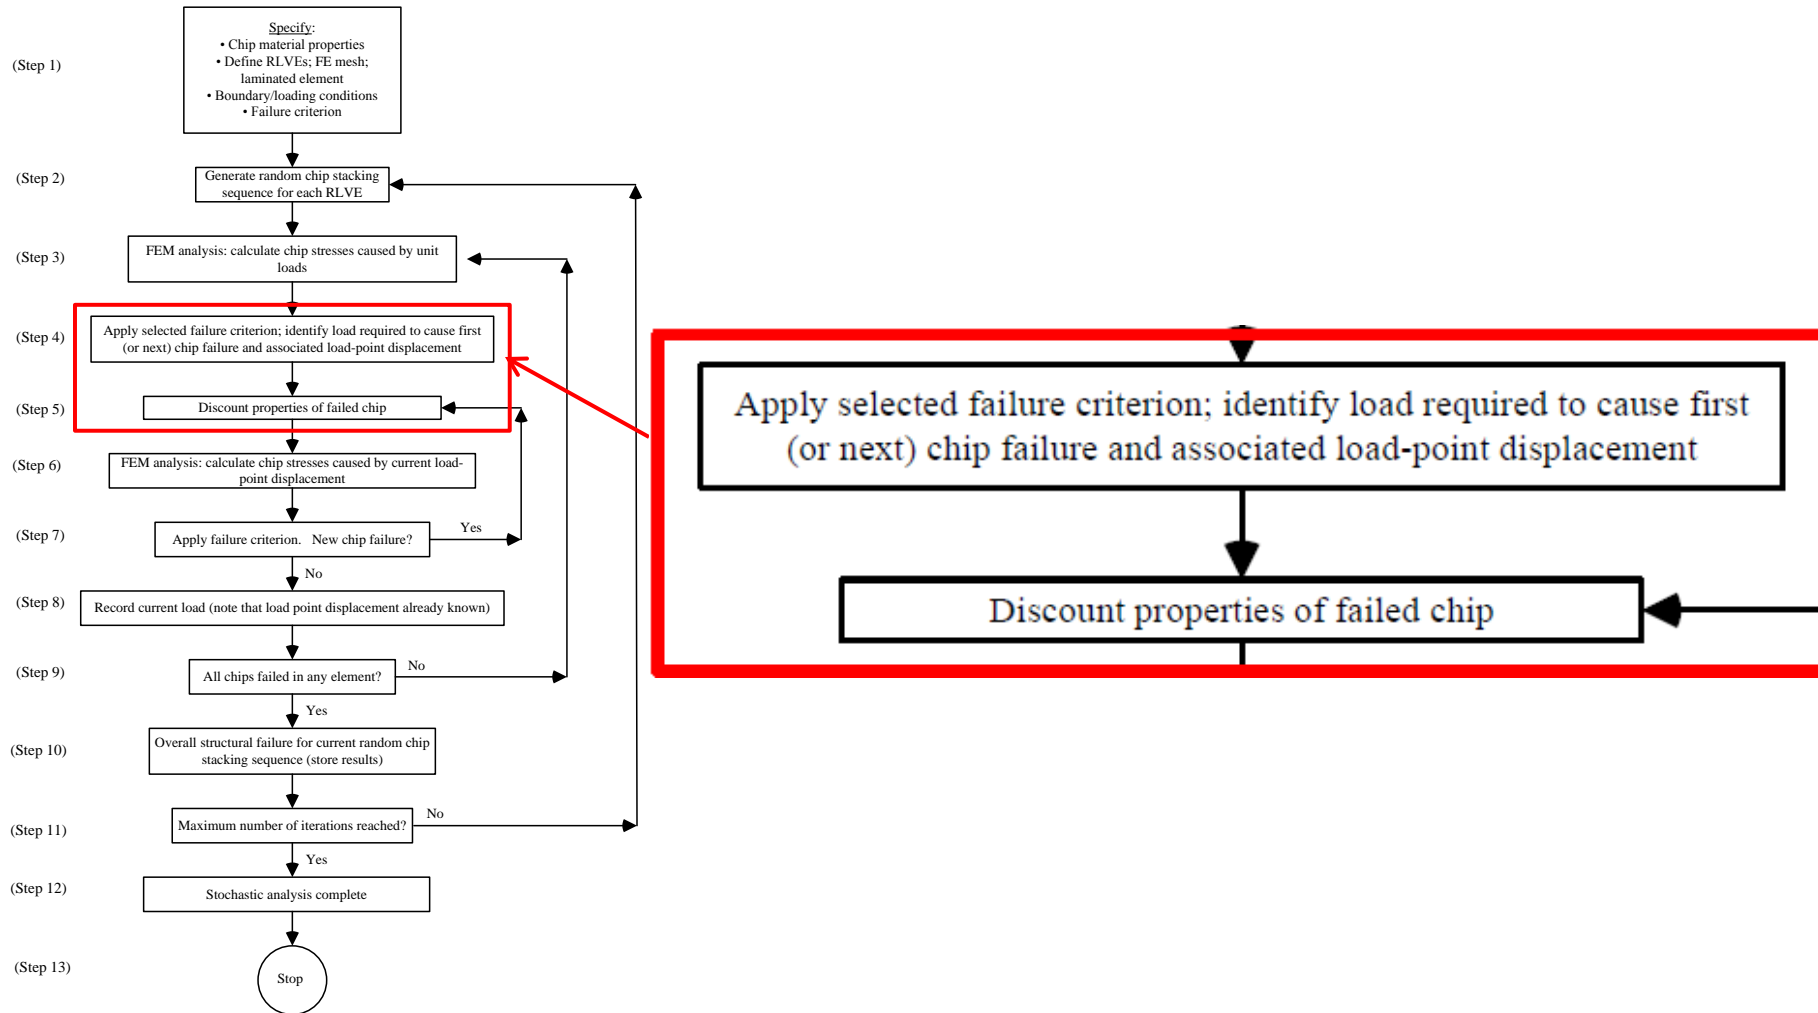 (Step 1)
Specify:
• Chip material properties
• Define RLVEs; FE mesh;
laminated element
• Boundary/loading conditions
• Failure criterion
(Step 2)
Generate random chip stacking
sequence for each RLVE
(Step 3)
FEM analysis: calculate chip stresses caused by unit
loads
(Step 4)
Apply selected failure criterion; identify load required to cause first
(or next) chip failure and associated load-point displacement
(Step 5)
Discount properties of failed chip
(Step 6)
FEM analysis: calculate chip stresses caused by current load-
point displacement
(Step 7)
Apply failure criterion. New chip failure?
Yes
No
(Step 8)
Record current load (note that load point displacement already known)
(Step 9)
All chips failed in any element?
No
Yes
(Step 10)
Overall structural failure for current random chip
stacking sequence (store results)
(Step 11)
Maximum number of iterations reached?
No
Yes
(Step 12)
Stochastic analysis complete
(Step 13)
Stop
Apply selected failure criterion; identify load required to cause first
(or next) chip failure and associated load-point displacement
Discount properties of failed chip